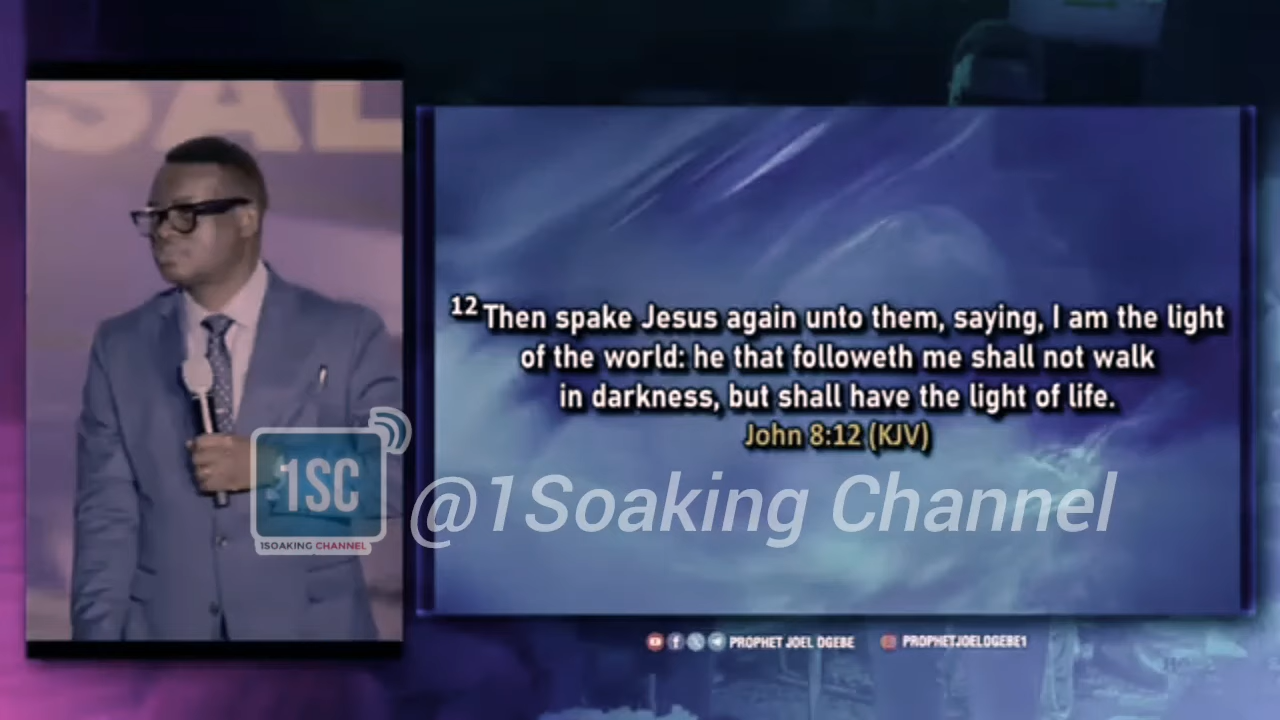 SAL
12 Then spake Jesus again unto them, saying, I am the light
of the world: he that followeth me shall not walk
in darkness, but shall have the light of life.
John 8:12 (KJV)
1SC
1SOAKING CHANNEL
@1Soaking Channel
PROPHET JOEL OGEBE
PROPHETJOELOGEBE1